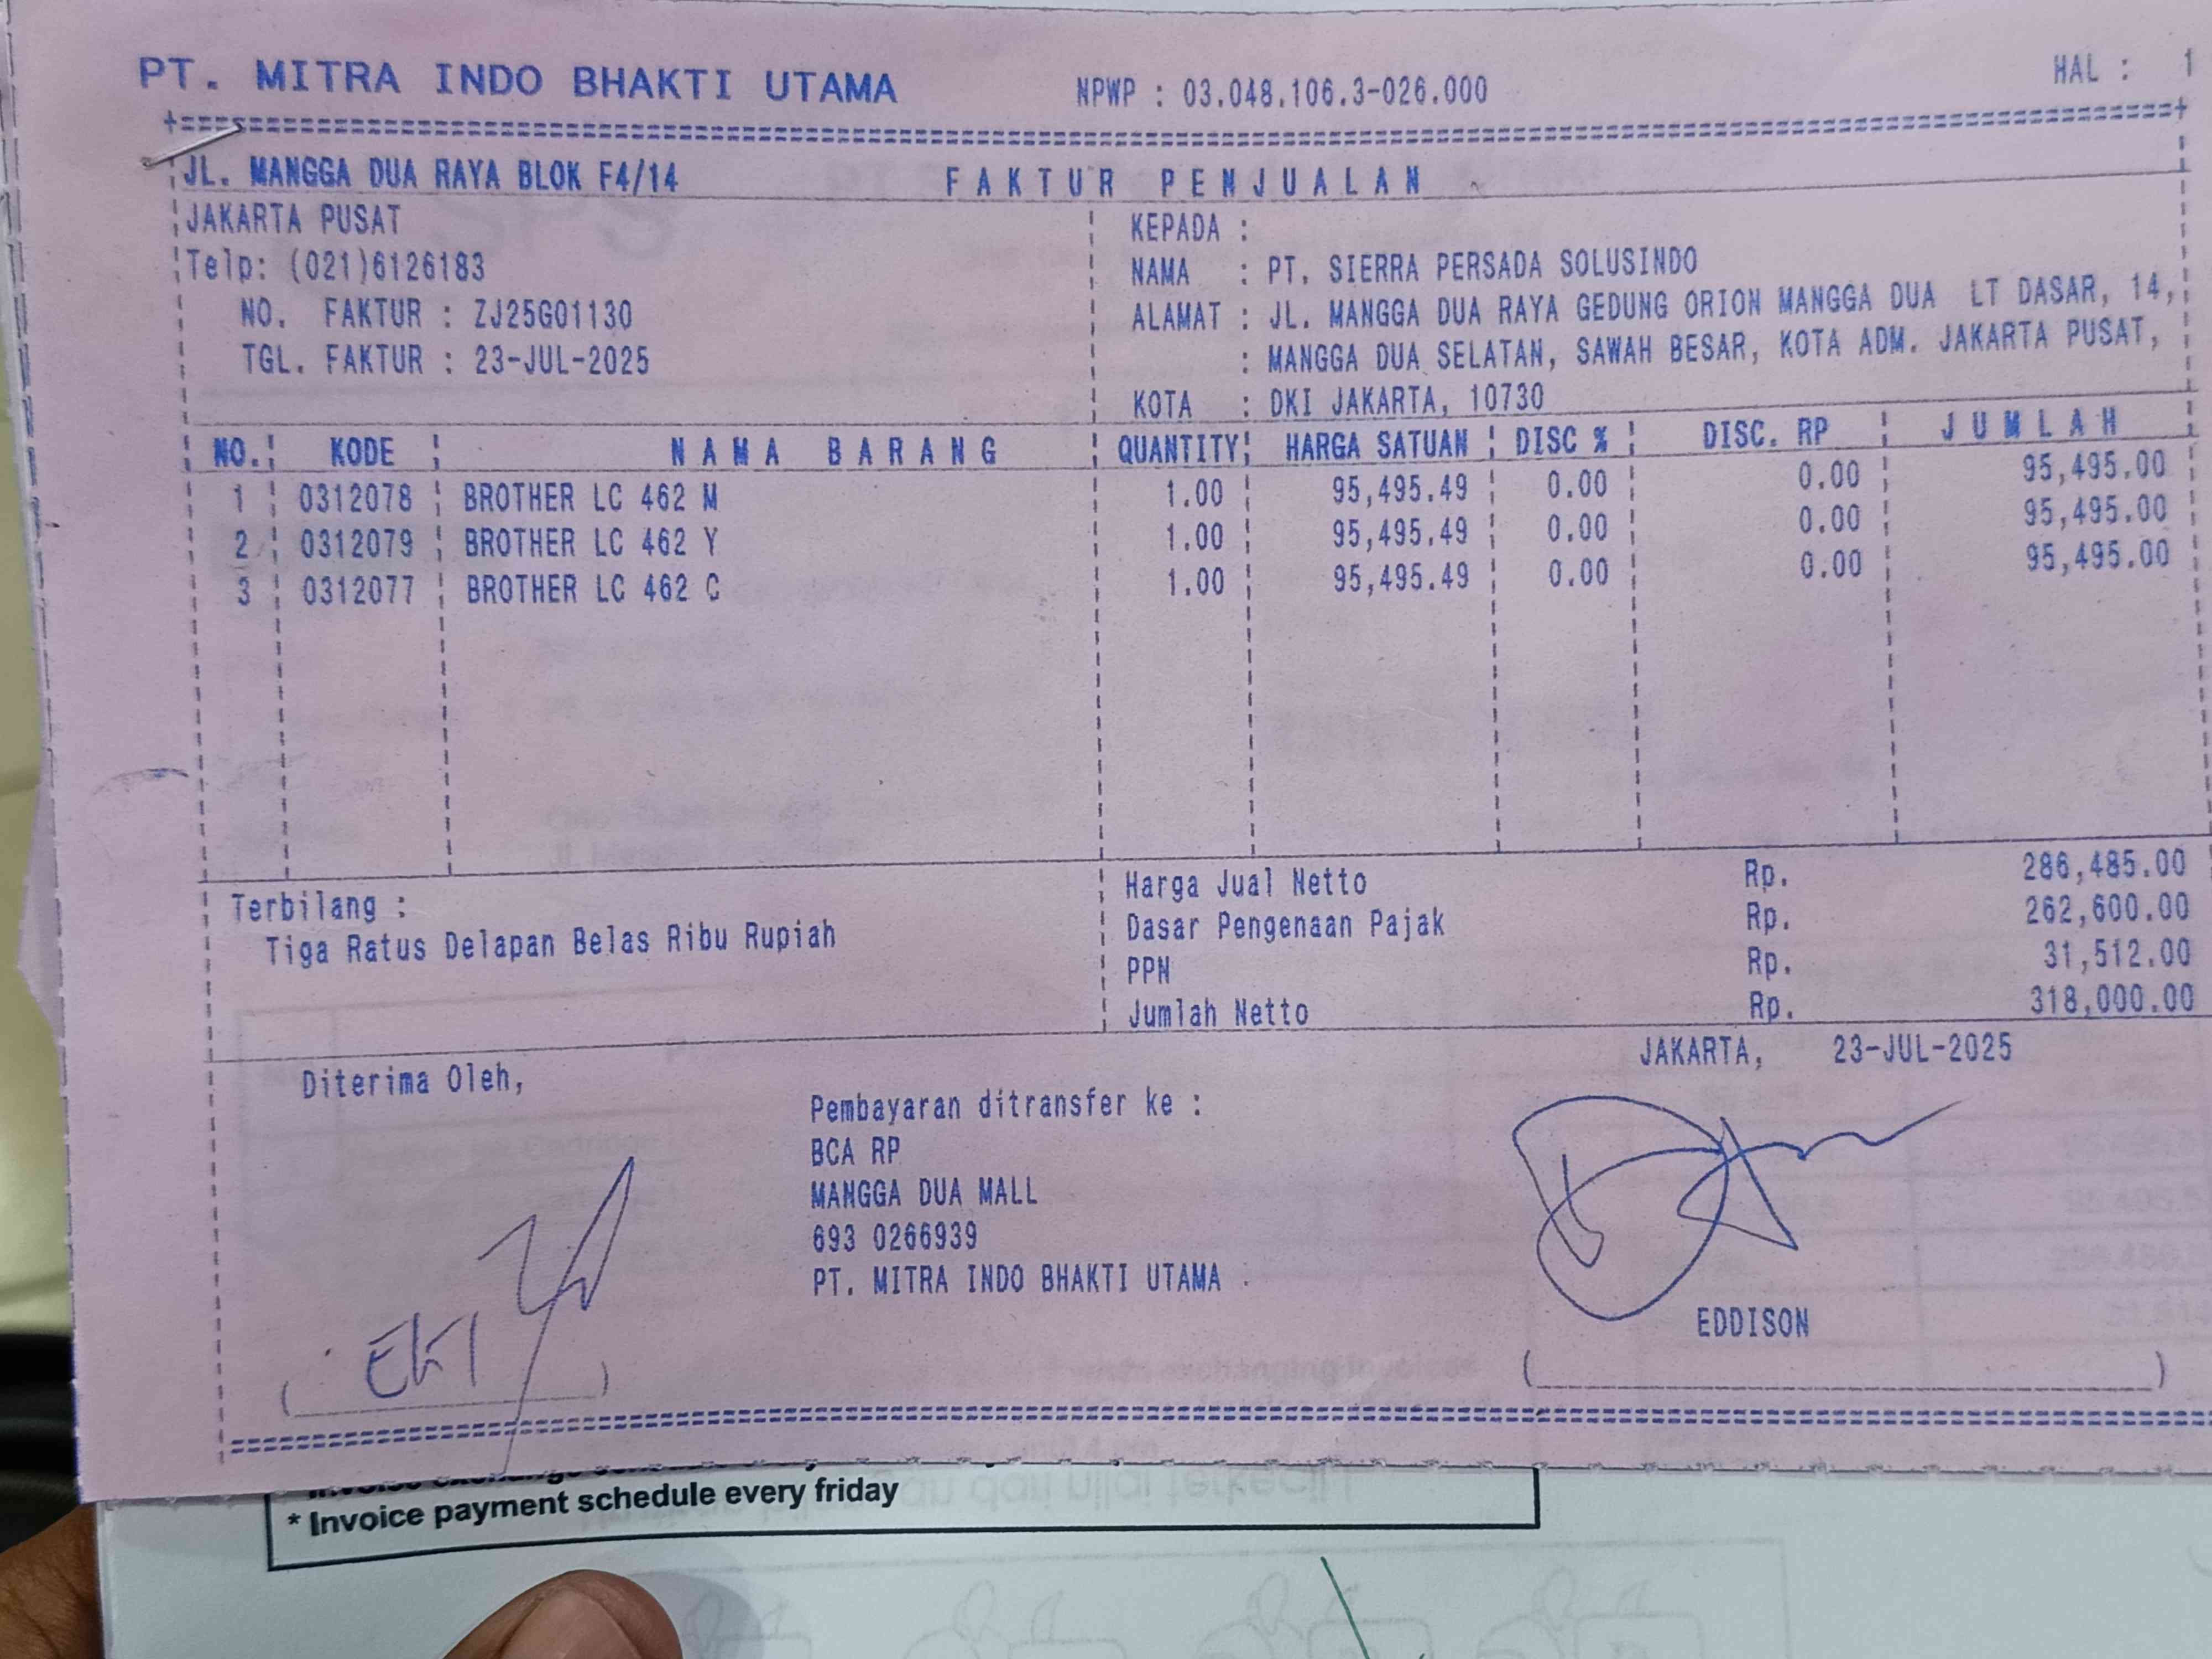 PT. MITRA INDO BHAKTI UTAMA NPWP : 03.048.106.3-026.000 HAL : 1
JL. MANGGA DUA RAYA BLOK F4/14 FAKTUR PENJUALAN
JAKARTA PUSAT
Telp: (021)6126183
NO. FAKTUR : ZJ25G01130
TGL. FAKTUR : 23-JUL-2025
KEPADA :
NAMA : PT. SIERRA PERSADA SOLUSINDO
ALAMAT : JL. MANGGA DUA RAYA GEDUNG ORION MANGGA DUA LT DASAR, 14,
: MANGGA DUA SELATAN, SAWAH BESAR, KOTA ADM. JAKARTA PUSAT,
KOTA : DKI JAKARTA, 10730
NO. KODE NAMA BARANG QUANTITY HARGA SATUAN DISC % DISC. RP JUMLAH
1 0312078 BROTHER LC 462 M 1.00 95,495.49 0.00 0.00 95,495.00
2 0312079 BROTHER LC 462 Y 1.00 95,495.49 0.00 0.00 95,495.00
3 0312077 BROTHER LC 462 C 1.00 95,495.49 0.00 0.00 95,495.00
Terbilang :
Tiga Ratus Delapan Belas Ribu Rupiah
Harga Jual Netto Rp. 286,485.00
Dasar Pengenaan Pajak Rp. 262,600.00
PPN Rp. 31,512.00
Jumlah Netto Rp. 318,000.00
JAKARTA, 23-JUL-2025
Diterima Oleh,
Pembayaran ditransfer ke :
BCA RP
MANGGA DUA MALL
693 0266939
PT. MITRA INDO BHAKTI UTAMA
EKI
EDDISON
* Invoice payment schedule every friday